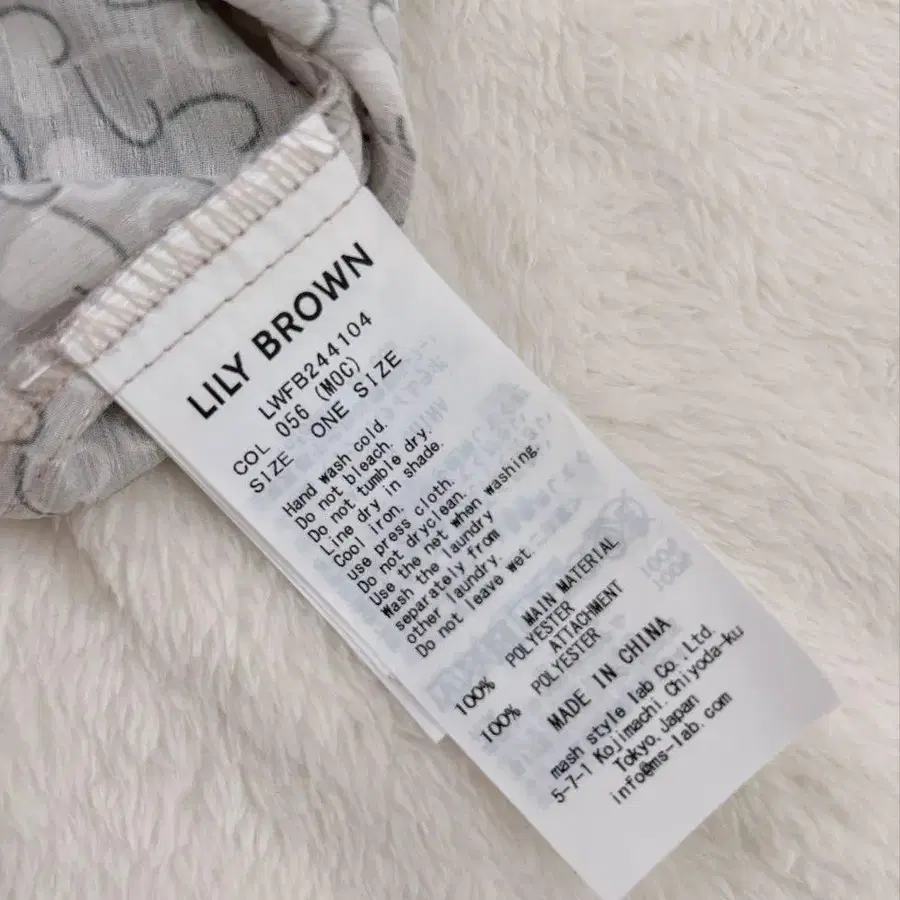 LILY BROWN
LWFB244104
COL 056 (MOC)
SIZE ONE SIZE
Hand wash cold.
Do not bleach.
Do not tumble dry.
Line dry in shade.
Cool iron.
use press cloth.
Do not dryclean.
Use the net when washing.
Wash the laundry
separately from
other laundry.
Do not leave wet.
MAIN MATERIAL
100% POLYESTER
ATTACHMENT
100% POLYESTER
MADE IN CHINA
mash style lab Co.,Ltd.
5-7-1 Kojimachi, Chiyoda-ku
Tokyo, Japan
info@ms-lab.com